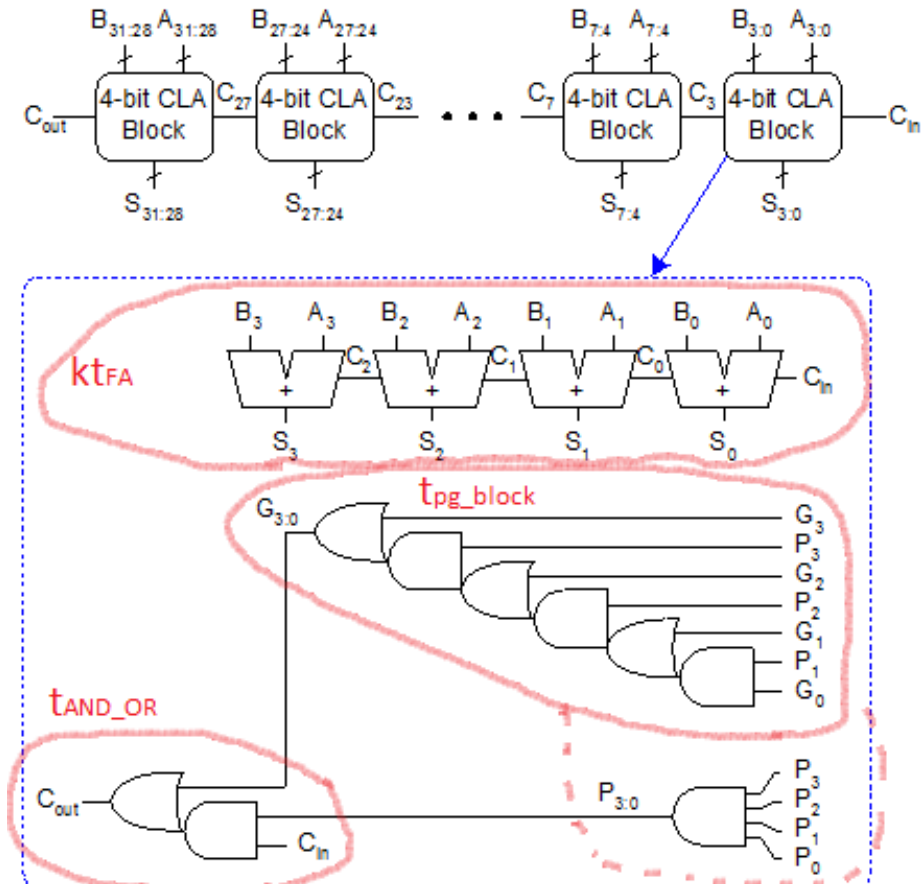 B31:28 A31:28 B27:24 A27:24 B7:4 A7:4 B3:0 A3:0
Cout 4-bit CLA Block C27 4-bit CLA Block C23 • • • C7 4-bit CLA Block C3 4-bit CLA Block Cin
S31:28 S27:24 S7:4 S3:0
B3 A3 B2 A2 B1 A1 B0 A0
ktFA C2 C1 C0 Cin
+ + + +
S3 S2 S1 S0
tpg_block
G3:0 G3
P3
G2
P2
G1
P1
G0
tAND_OR
P3
Cout P3:0 P2
P1
Cin P0